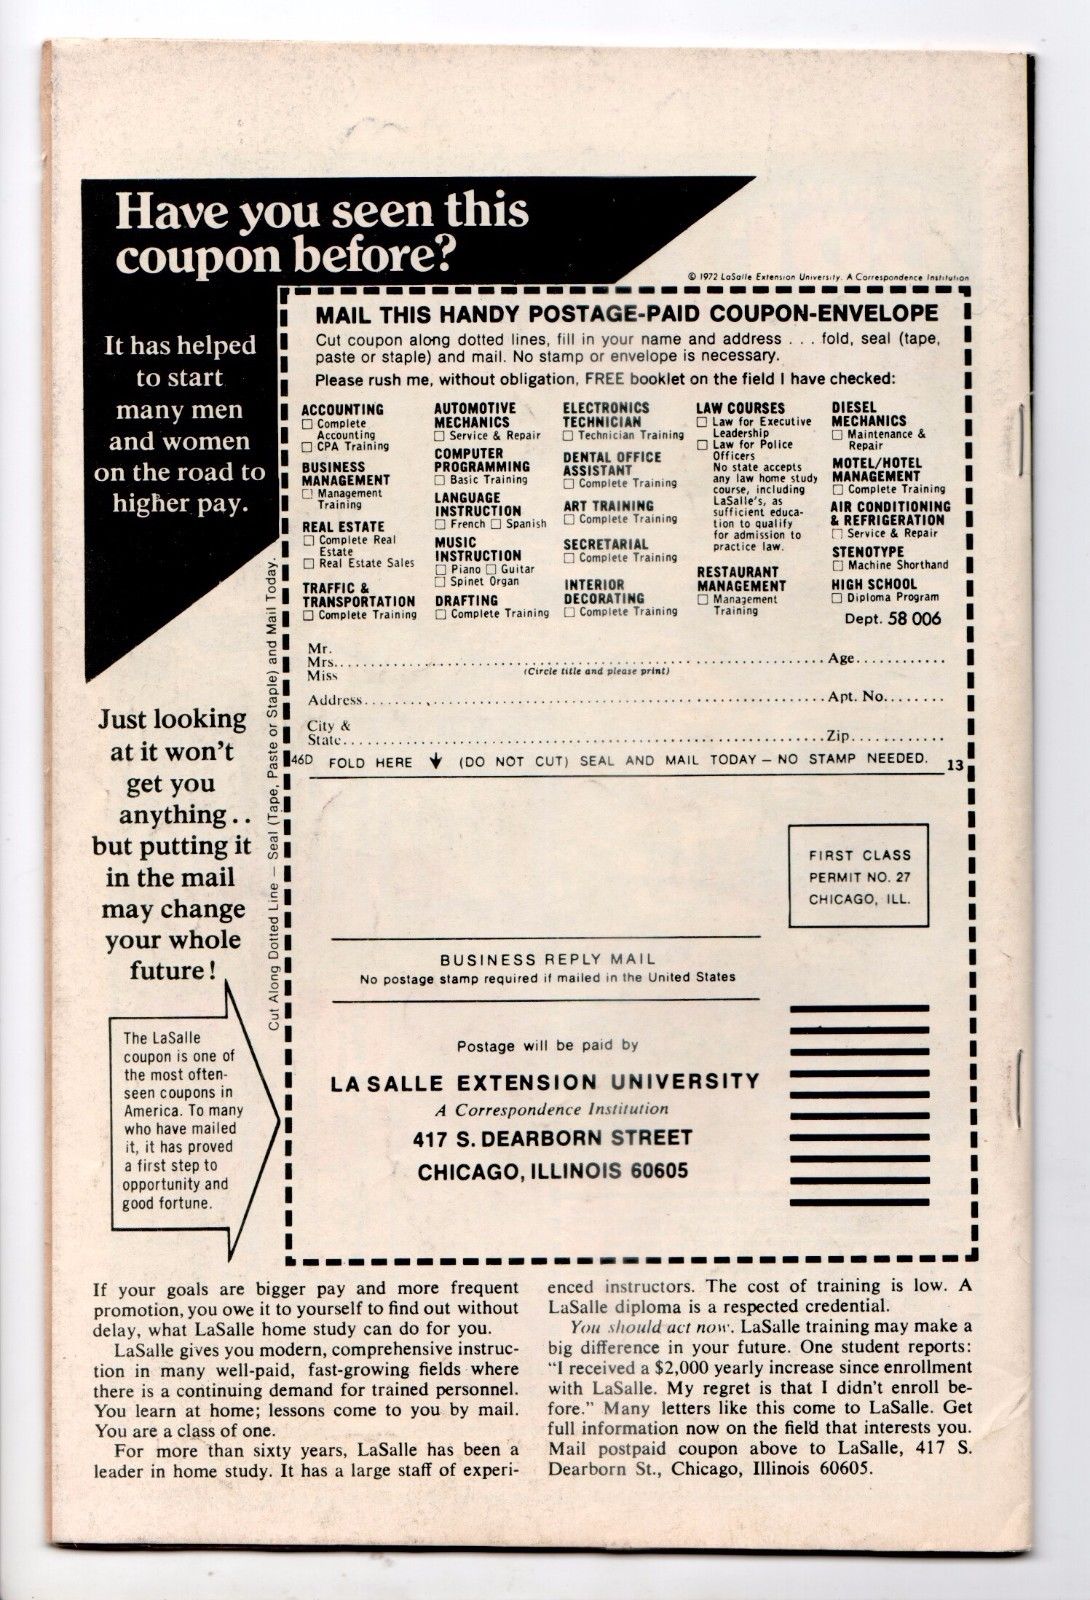 Have you seen this
coupon before?
© 1972 LaSalle Extension University. A Correspondence Institution
It has helped
to start
many men
and women
on the road to
higher pay.
MAIL THIS HANDY POSTAGE-PAID COUPON-ENVELOPE
Cut coupon along dotted lines, fill in your name and address . . . fold, seal (tape,
paste or staple) and mail. No stamp or envelope is necessary.
Please rush me, without obligation, FREE booklet on the field I have checked:
ACCOUNTING
☐ Complete
Accounting
☐ CPA Training
BUSINESS
MANAGEMENT
☐ Management
Training
REAL ESTATE
☐ Complete Real
Estate
☐ Real Estate Sales
TRAFFIC &
TRANSPORTATION
☐ Complete Training
AUTOMOTIVE
MECHANICS
☐ Service & Repair
COMPUTER
PROGRAMMING
☐ Basic Training
LANGUAGE
INSTRUCTION
☐ French ☐ Spanish
MUSIC
INSTRUCTION
☐ Piano ☐ Guitar
☐ Spinet Organ
DRAFTING
☐ Complete Training
ELECTRONICS
TECHNICIAN
☐ Technician Training
DENTAL OFFICE
ASSISTANT
☐ Complete Training
ART TRAINING
☐ Complete Training
SECRETARIAL
☐ Complete Training
INTERIOR
DECORATING
☐ Complete Training
LAW COURSES
☐ Law for Executive
Leadership
☐ Law for Police
Officers
No state accepts
any law home study
course, including
LaSalle's, as
sufficient educa-
tion to qualify
for admission to
practice law.
RESTAURANT
MANAGEMENT
☐ Management
Training
DIESEL
MECHANICS
☐ Maintenance &
Repair
MOTEL/HOTEL
MANAGEMENT
☐ Complete Training
AIR CONDITIONING
& REFRIGERATION
☐ Service & Repair
STENOTYPE
☐ Machine Shorthand
HIGH SCHOOL
☐ Diploma Program
Dept. 58 006
Mr.
Mrs. Age
Miss (Circle title and please print)
Address Apt. No.
City &
State Zip
46D FOLD HERE ↓ (DO NOT CUT) SEAL AND MAIL TODAY – NO STAMP NEEDED. 13
Cut Along Dotted Line — Seal (Tape, Paste or Staple) and Mail Today.
Just looking
at it won't
get you
anything..
but putting it
in the mail
may change
your whole
future!
The LaSalle
coupon is one of
the most often-
seen coupons in
America. To many
who have mailed
it, it has proved
a first step to
opportunity and
good fortune.
FIRST CLASS
PERMIT NO. 27
CHICAGO, ILL.
BUSINESS REPLY MAIL
No postage stamp required if mailed in the United States
Postage will be paid by
LA SALLE EXTENSION UNIVERSITY
A Correspondence Institution
417 S. DEARBORN STREET
CHICAGO, ILLINOIS 60605
If your goals are bigger pay and more frequent
promotion, you owe it to yourself to find out without
delay, what LaSalle home study can do for you.
LaSalle gives you modern, comprehensive instruc-
tion in many well-paid, fast-growing fields where
there is a continuing demand for trained personnel.
You learn at home; lessons come to you by mail.
You are a class of one.
For more than sixty years, LaSalle has been a
leader in home study. It has a large staff of experi-
enced instructors. The cost of training is low. A
LaSalle diploma is a respected credential.
You should act now. LaSalle training may make a
big difference in your future. One student reports:
"I received a $2,000 yearly increase since enrollment
with LaSalle. My regret is that I didn't enroll be-
fore." Many letters like this come to LaSalle. Get
full information now on the field that interests you.
Mail postpaid coupon above to LaSalle, 417 S.
Dearborn St., Chicago, Illinois 60605.